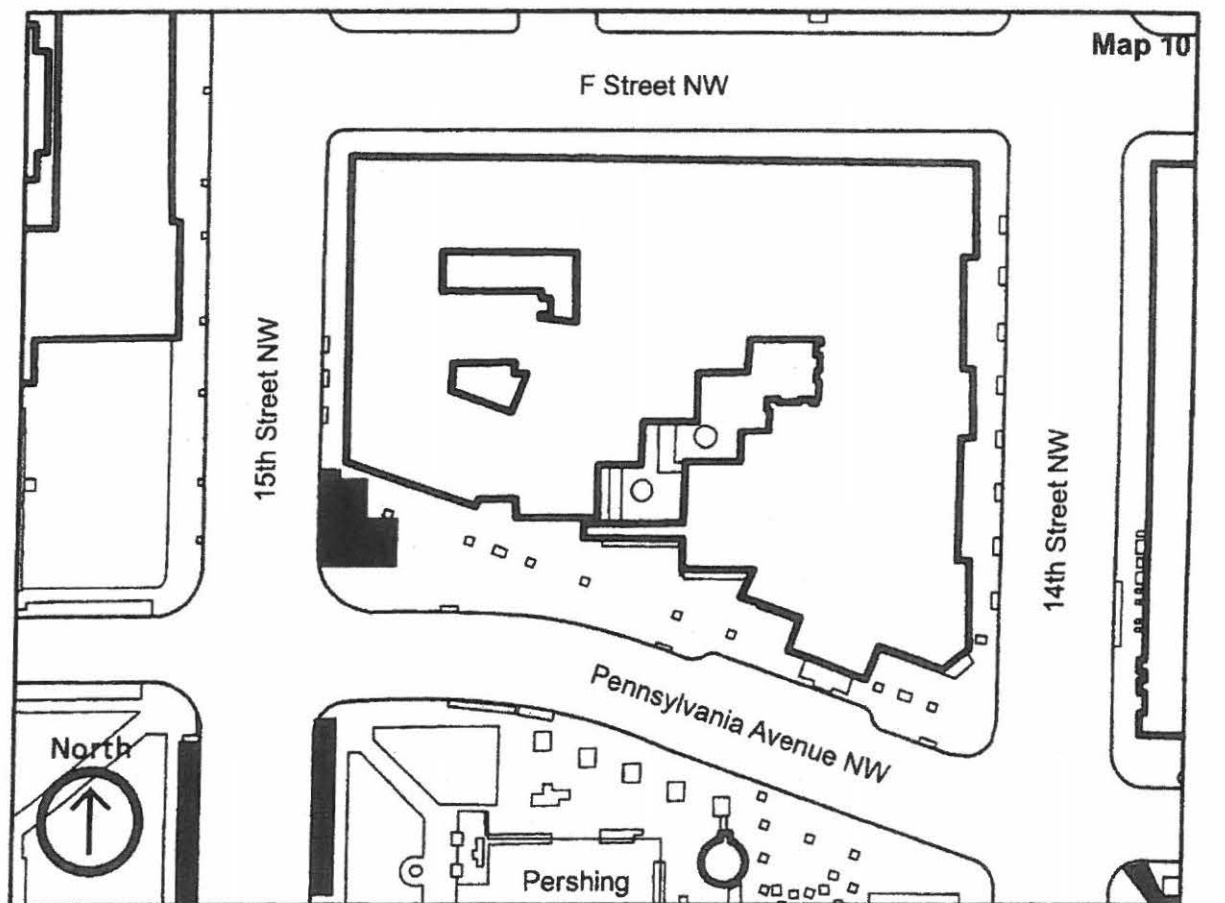 Map 10
F Street NW
15th Street NW
14th Street NW
Pennsylvania Avenue NW
North
Pershing